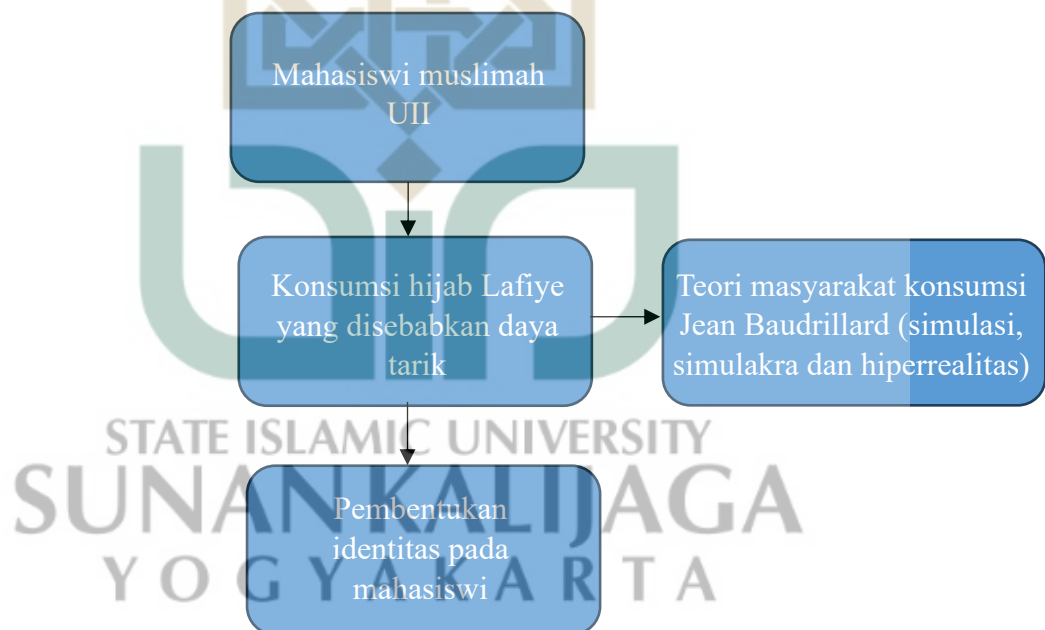 Mahasiswi muslimah
UII
Konsumsi hijab Lafiye
yang disebabkan daya
tarik
Teori masyarakat konsumsi
Jean Baudrillard (simulasi,
simulakra dan hiperrealitas)
STATE ISLAMIC UNIVERSITY
SUNAN KALIJAGA
YOGYAKARTA
Pembentukan
identitas pada
mahasiswi